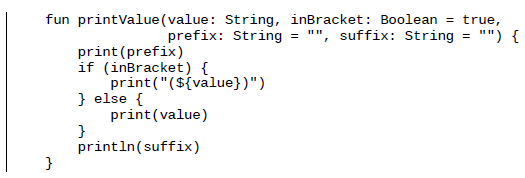 fun printValue(value: String, inBracket: Boolean = true,
               prefix: String = "", suffix: String = "") {
    print(prefix)
    if (inBracket) {
        print("(${value})")
    } else {
        print(value)
    }
    println(suffix)
}